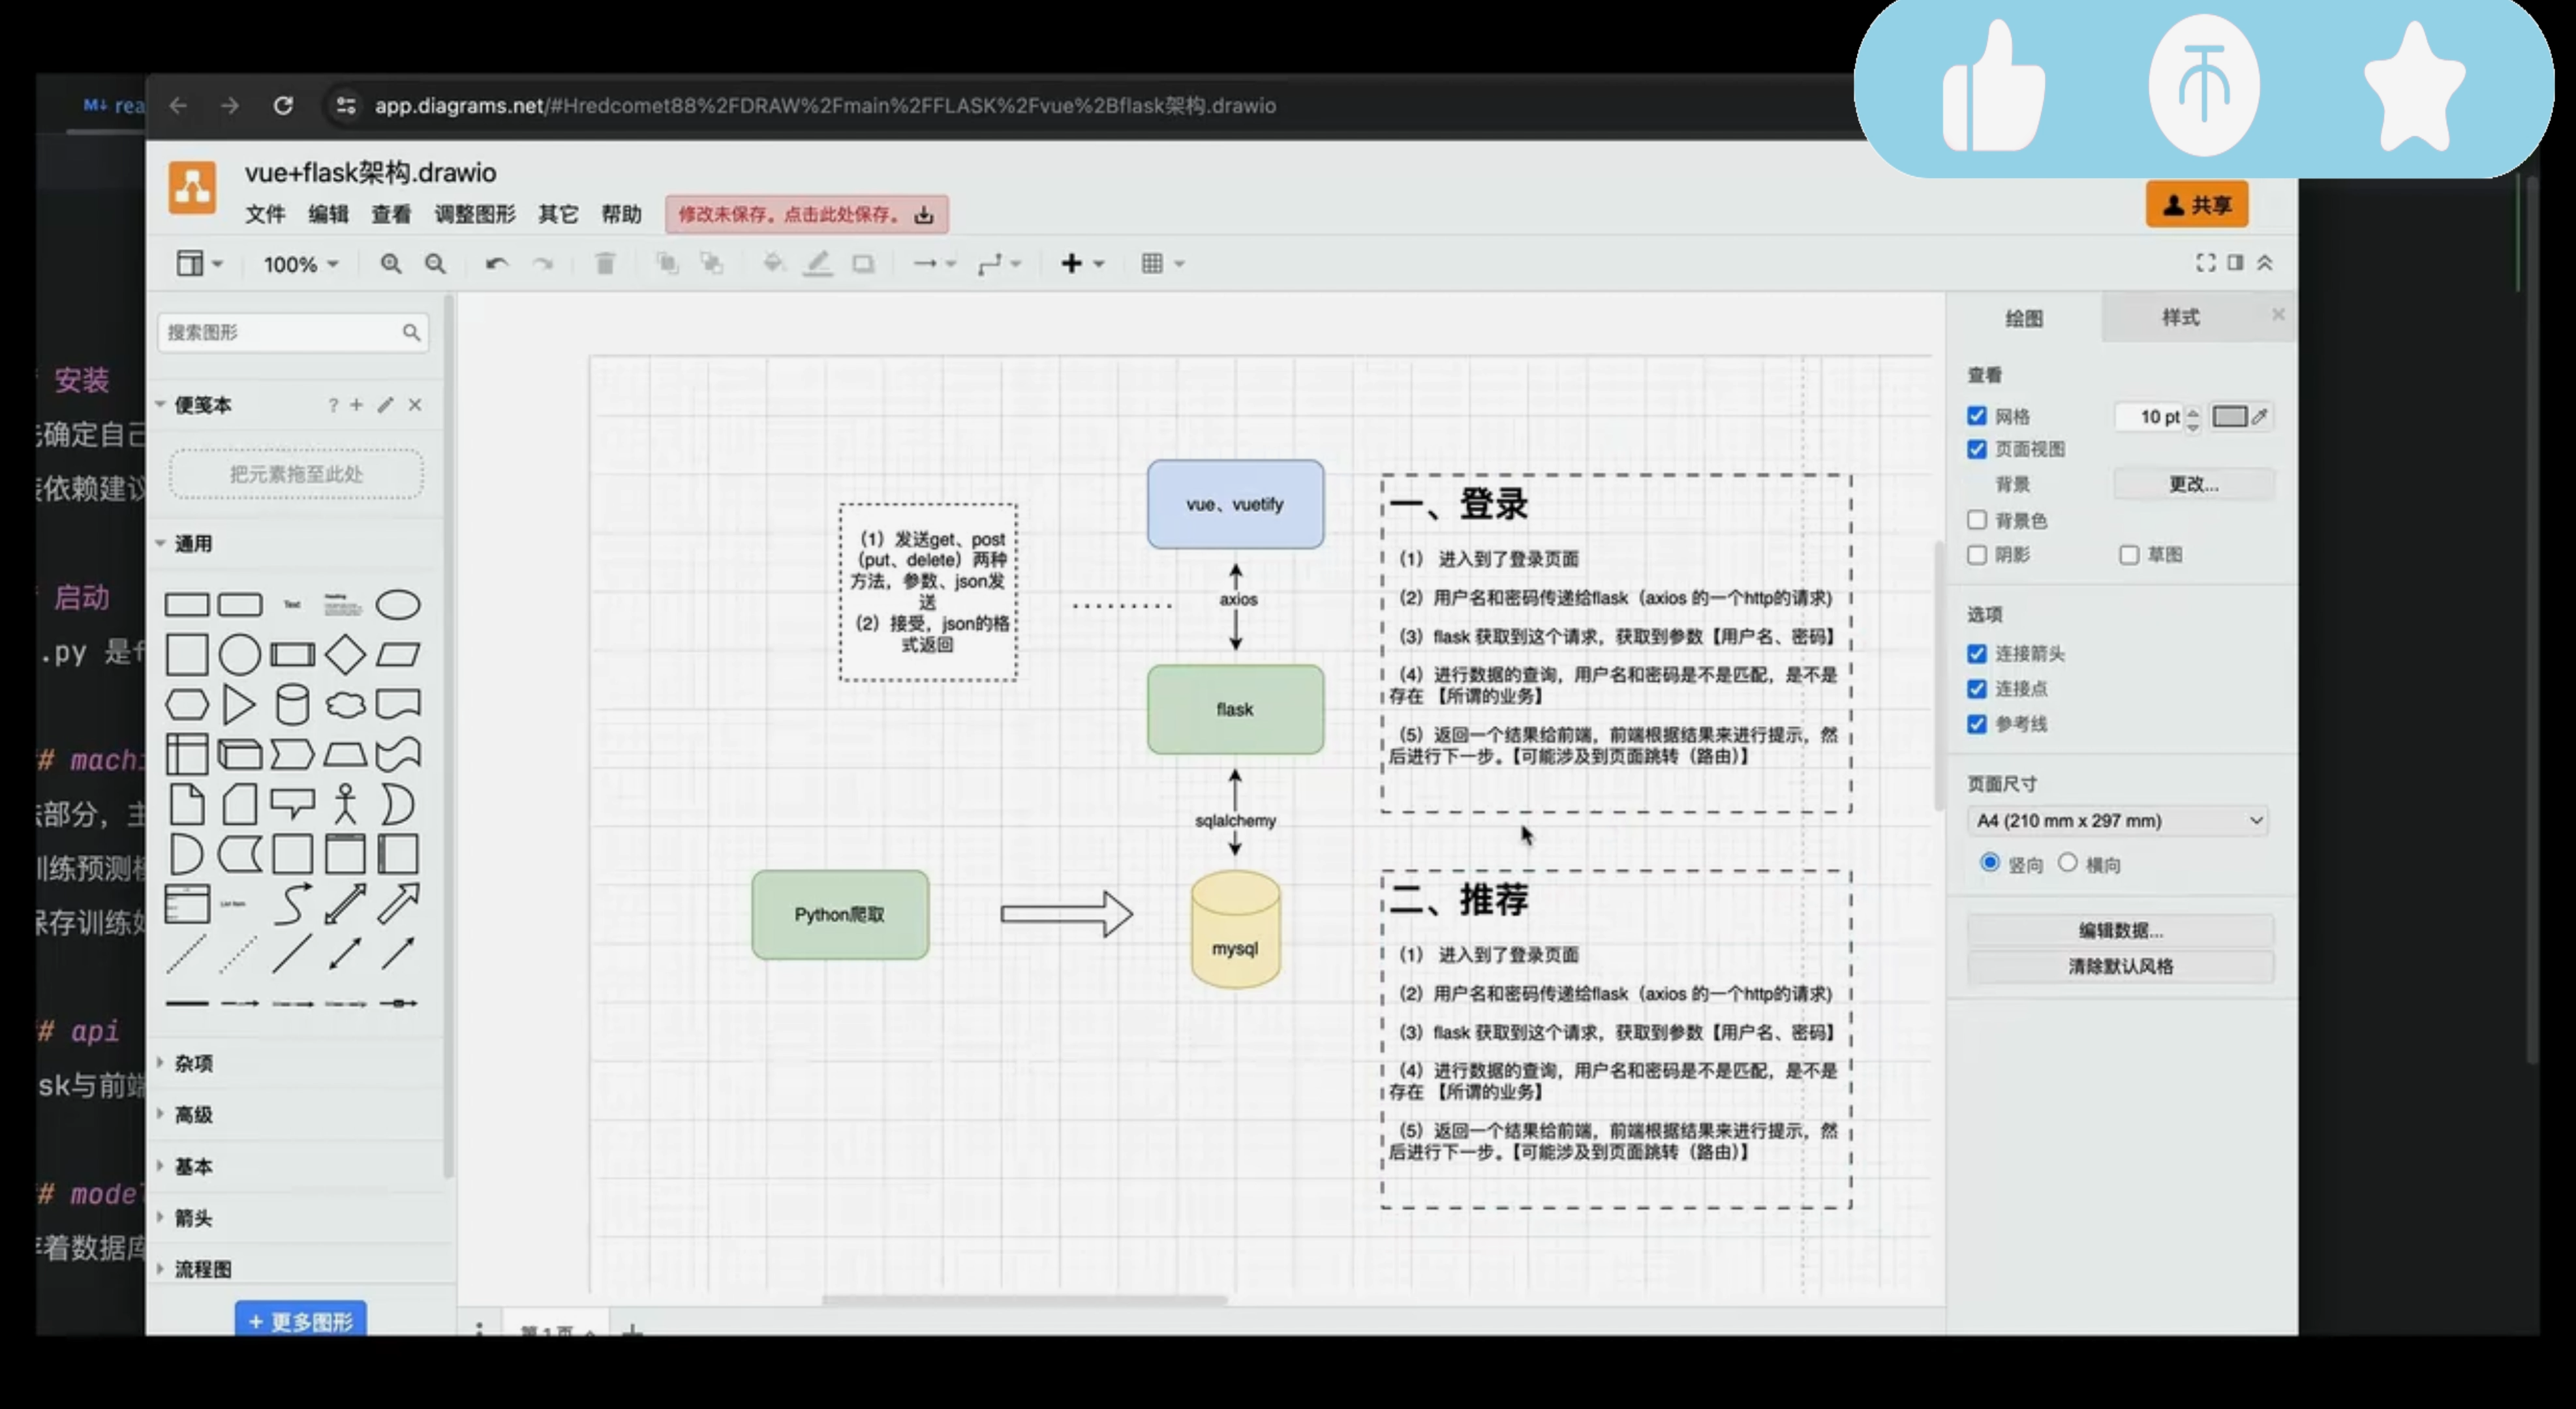 M↓ rea
app.diagrams.net/#Hredcomet88%2FDRAW%2Fmain%2FFLASK%2Fvue%2Bflask架构.drawio
vue+flask架构.drawio
文件 编辑 查看 调整图形 其它 帮助 修改未保存。点击此处保存。
共享
100%
搜索图形
便笺本 ? +
把元素拖至此处
通用
Text
Heading
List Item
杂项
高级
基本
箭头
流程图
+ 更多图形
安装
确定自己
依赖建议
启动
.py 是f
## machi
部分，主
训练预测模
保存训练好
## api
sk与前端
## model
着数据库
（1）发送get、post
（put、delete）两种
方法，参数、json发
送
（2）接受，json的格
式返回
vue、vuetify
axios
flask
sqlalchemy
Python爬取
mysql
一、登录
（1） 进入到了登录页面
（2）用户名和密码传递给flask（axios 的一个http的请求)
（3）flask 获取到这个请求，获取到参数【用户名、密码】
（4）进行数据的查询，用户名和密码是不是匹配，是不是
存在 【所谓的业务】
（5）返回一个结果给前端，前端根据结果来进行提示，然
后进行下一步。【可能涉及到页面跳转（路由）】
二、推荐
（1） 进入到了登录页面
（2）用户名和密码传递给flask（axios 的一个http的请求)
（3）flask 获取到这个请求，获取到参数【用户名、密码】
（4）进行数据的查询，用户名和密码是不是匹配，是不是
存在 【所谓的业务】
（5）返回一个结果给前端，前端根据结果来进行提示，然
后进行下一步。【可能涉及到页面跳转（路由）】
第1页
绘图 样式
查看
网格 10 pt
页面视图
背景 更改...
背景色
阴影 草图
选项
连接箭头
连接点
参考线
页面尺寸
A4 (210 mm x 297 mm)
竖向 横向
编辑数据...
清除默认风格